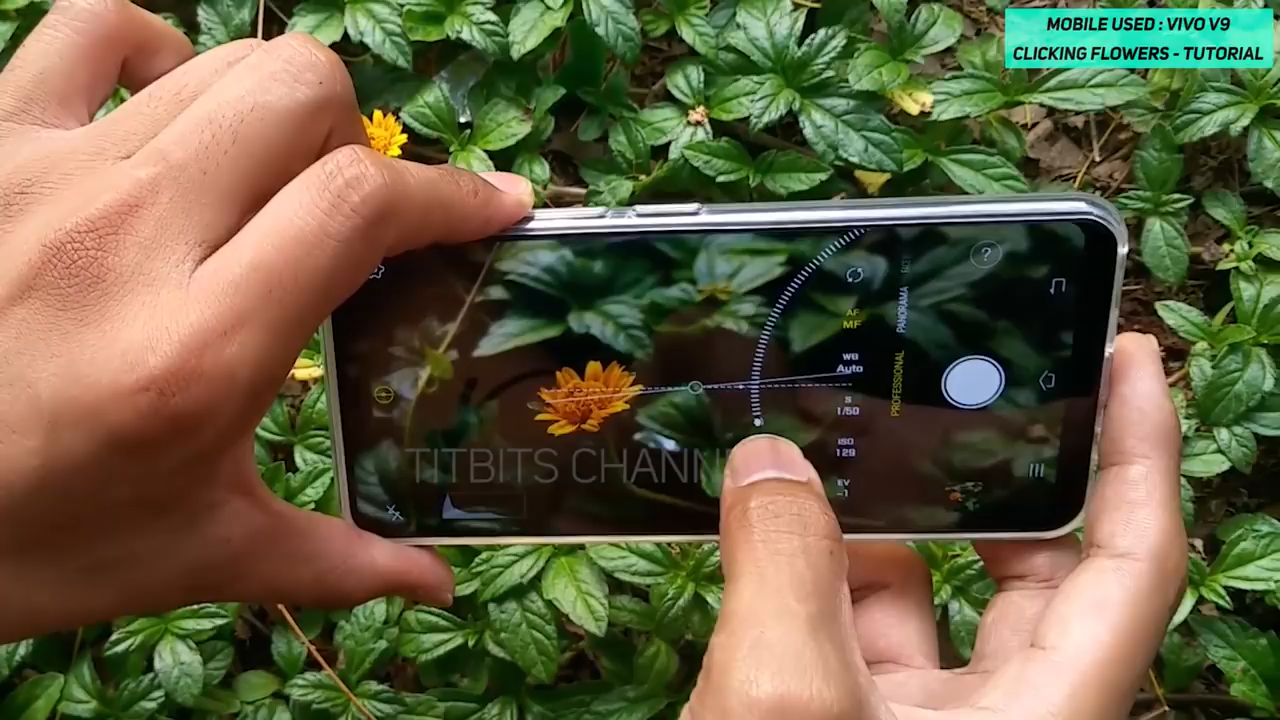 MOBILE USED : VIVO V9
CLICKING FLOWERS - TUTORIAL
?
AF
MF
PANORAMA
WB
Auto
PROFESSIONAL
S
1/50
ISO
129
EV
TITBITS CHANN